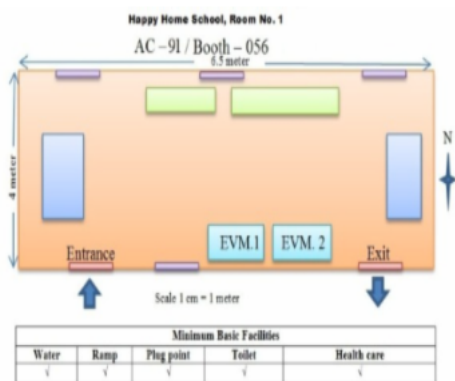 Happy Home School, Room No. 1
AC –91 / Booth – 056
6.5 meter
4 meter
N
EVM.1 EVM. 2
Entrance Exit
Scale 1 cm = 1 meter
Minimum Basic Facilities
Water Ramp Plug point Toilet Health care
√ √ √ √ √